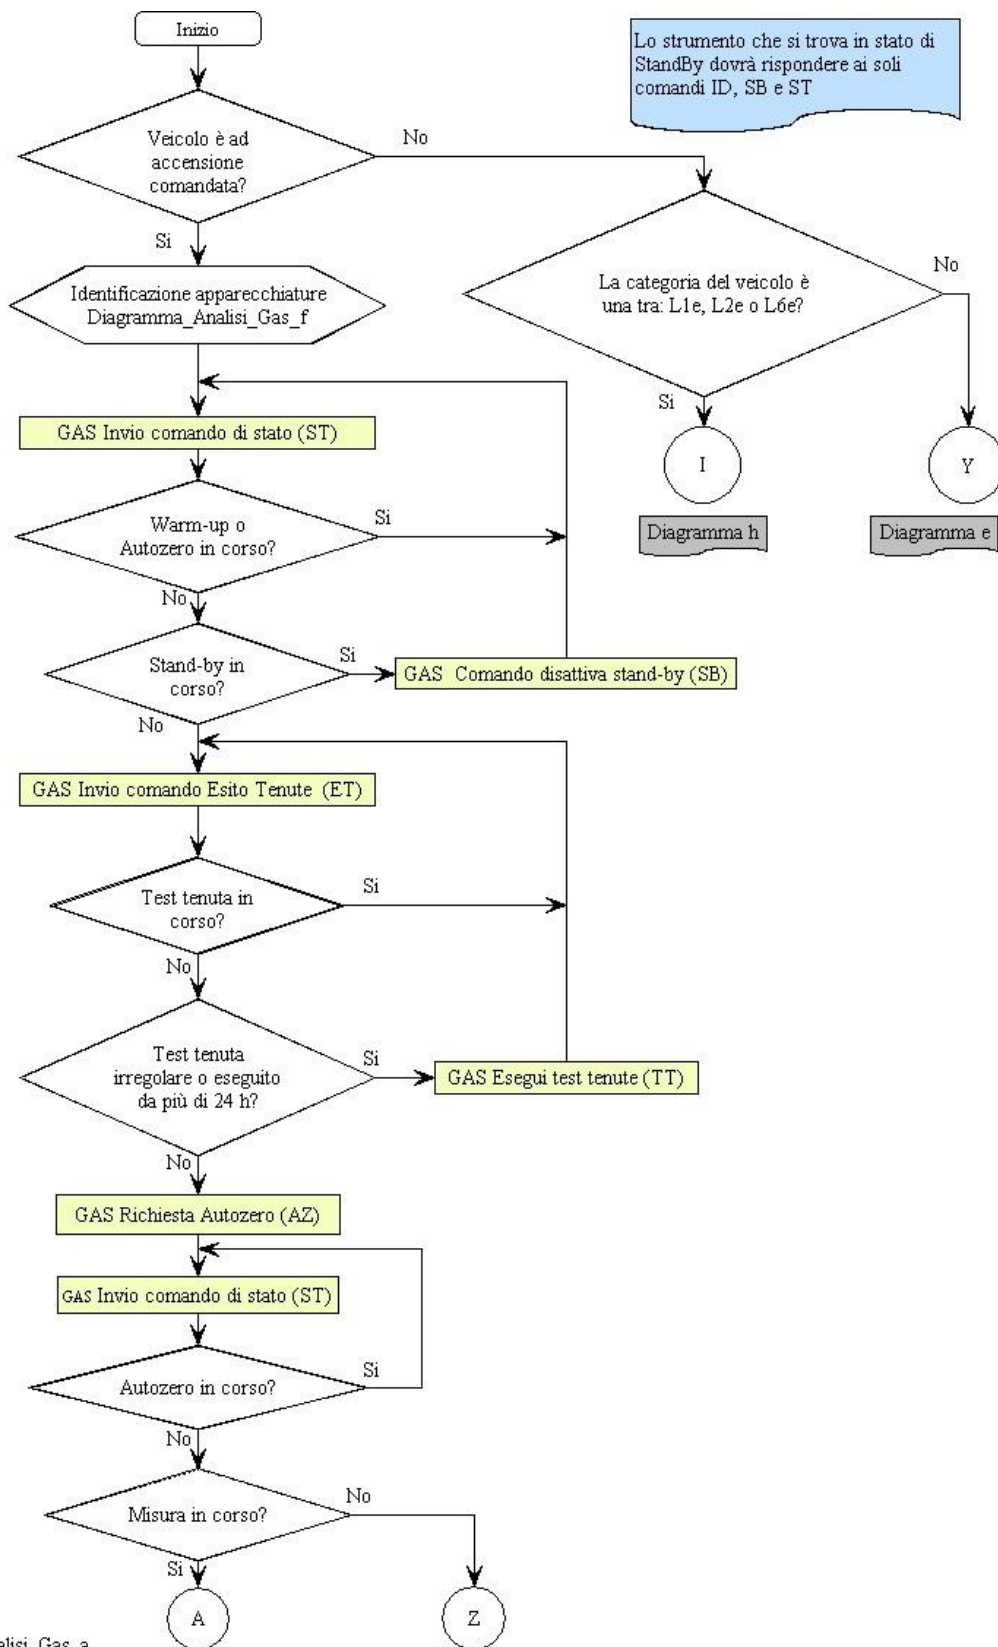 Inizio
Lo strumento che si trova in stato di
StandBy dovrà rispondere ai soli
comandi ID, SB e ST
Veicolo è ad
accensione
comandata?
No
Si
La categoria del veicolo è
una tra: L1e, L2e o L6e?
No
Si
I
Y
Diagramma h
Diagramma e
Identificazione apparecchiature
Diagramma_Analisi_Gas_f
GAS Invio comando di stato (ST)
Warm-up o
Autozero in corso?
Si
No
Stand-by in
corso?
Si
GAS Comando disattiva stand-by (SB)
No
GAS Invio comando Esito Tenute (ET)
Test tenuta in
corso?
Si
No
Test tenuta
irregolare o eseguito
da più di 24 h?
Si
GAS Esegui test tenute (TT)
No
GAS Richiesta Autozero (AZ)
GAS Invio comando di stato (ST)
Autozero in corso?
Si
No
Misura in corso?
No
Si
A
Z